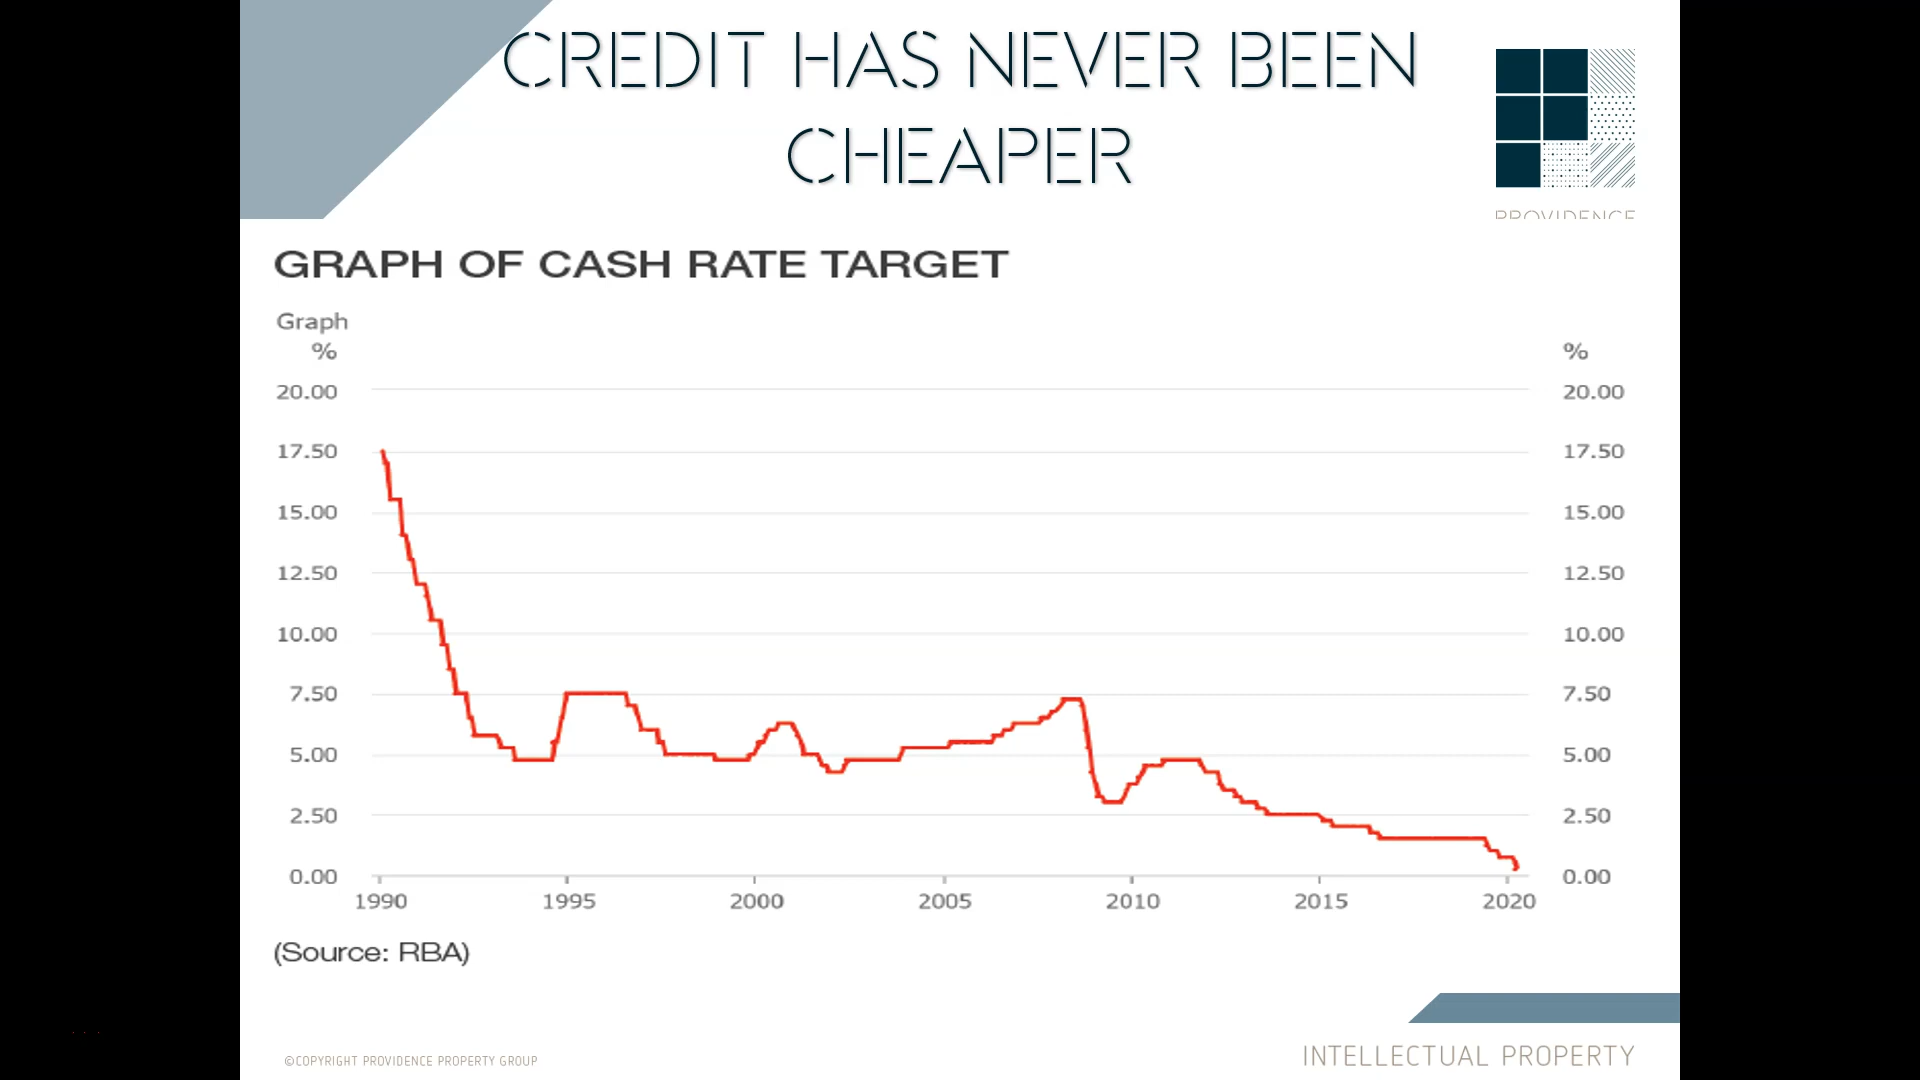 CREDIT HAS NEVER BEEN
CHEAPER
PROVIDENCE
GRAPH OF CASH RATE TARGET
Graph
% %
20.00 20.00
17.50 17.50
15.00 15.00
12.50 12.50
10.00 10.00
7.50 7.50
5.00 5.00
2.50 2.50
0.00 0.00
1990 1995 2000 2005 2010 2015 2020
(Source: RBA)
©COPYRIGHT PROVIDENCE PROPERTY GROUP
INTELLECTUAL PROPERTY